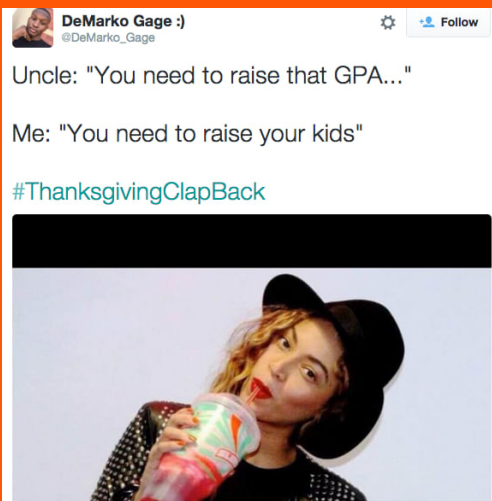 DeMarko Gage :)
@DeMarko_Gage
Follow
Uncle: "You need to raise that GPA..."
Me: "You need to raise your kids"
#ThanksgivingClapBack